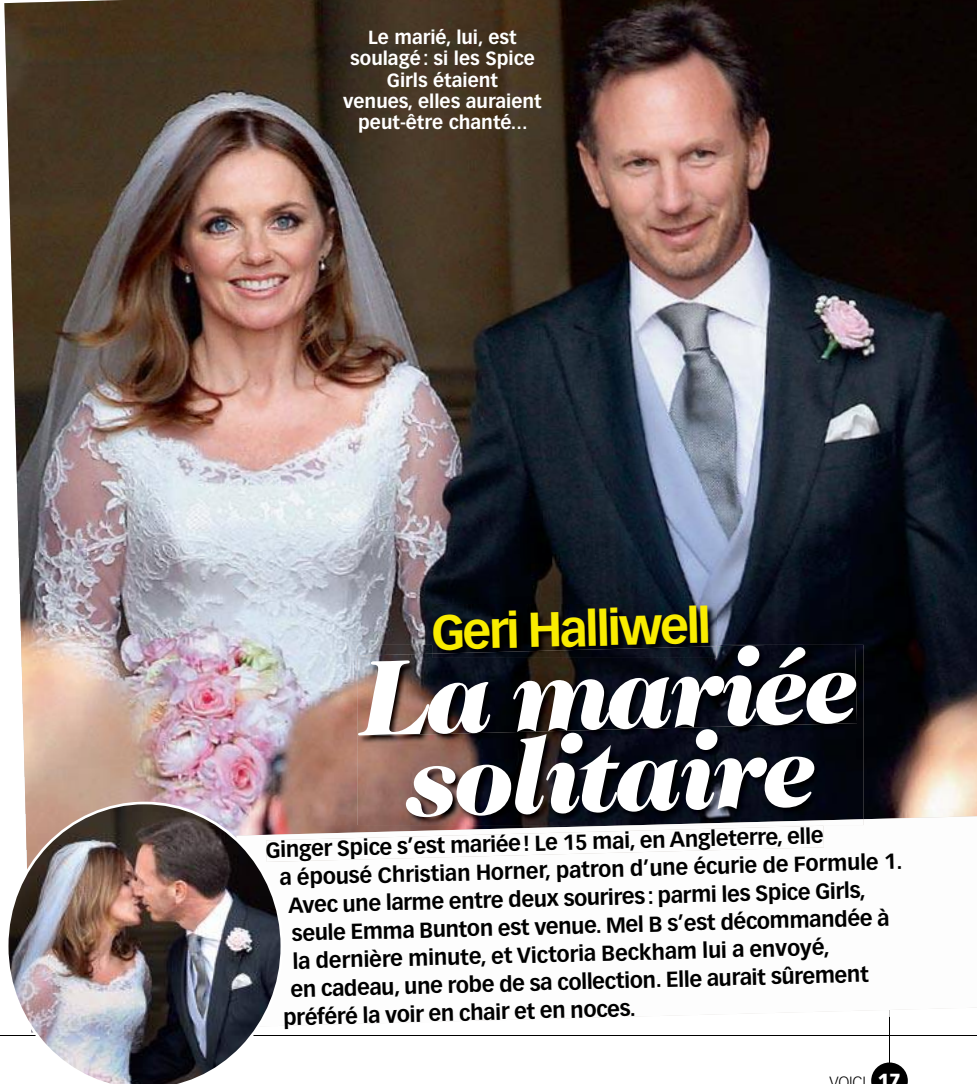 Le marié, lui, est
soulagé : si les Spice
Girls étaient
venues, elles auraient
peut-être chanté…
Geri Halliwell
La mariée
solitaire
Ginger Spice s'est mariée ! Le 15 mai, en Angleterre, elle
a épousé Christian Horner, patron d'une écurie de Formule 1.
Avec une larme entre deux sourires : parmi les Spice Girls,
seule Emma Bunton est venue. Mel B s'est décommandée à
la dernière minute, et Victoria Beckham lui a envoyé,
en cadeau, une robe de sa collection. Elle aurait sûrement
préféré la voir en chair et en noces.
VOICI 17